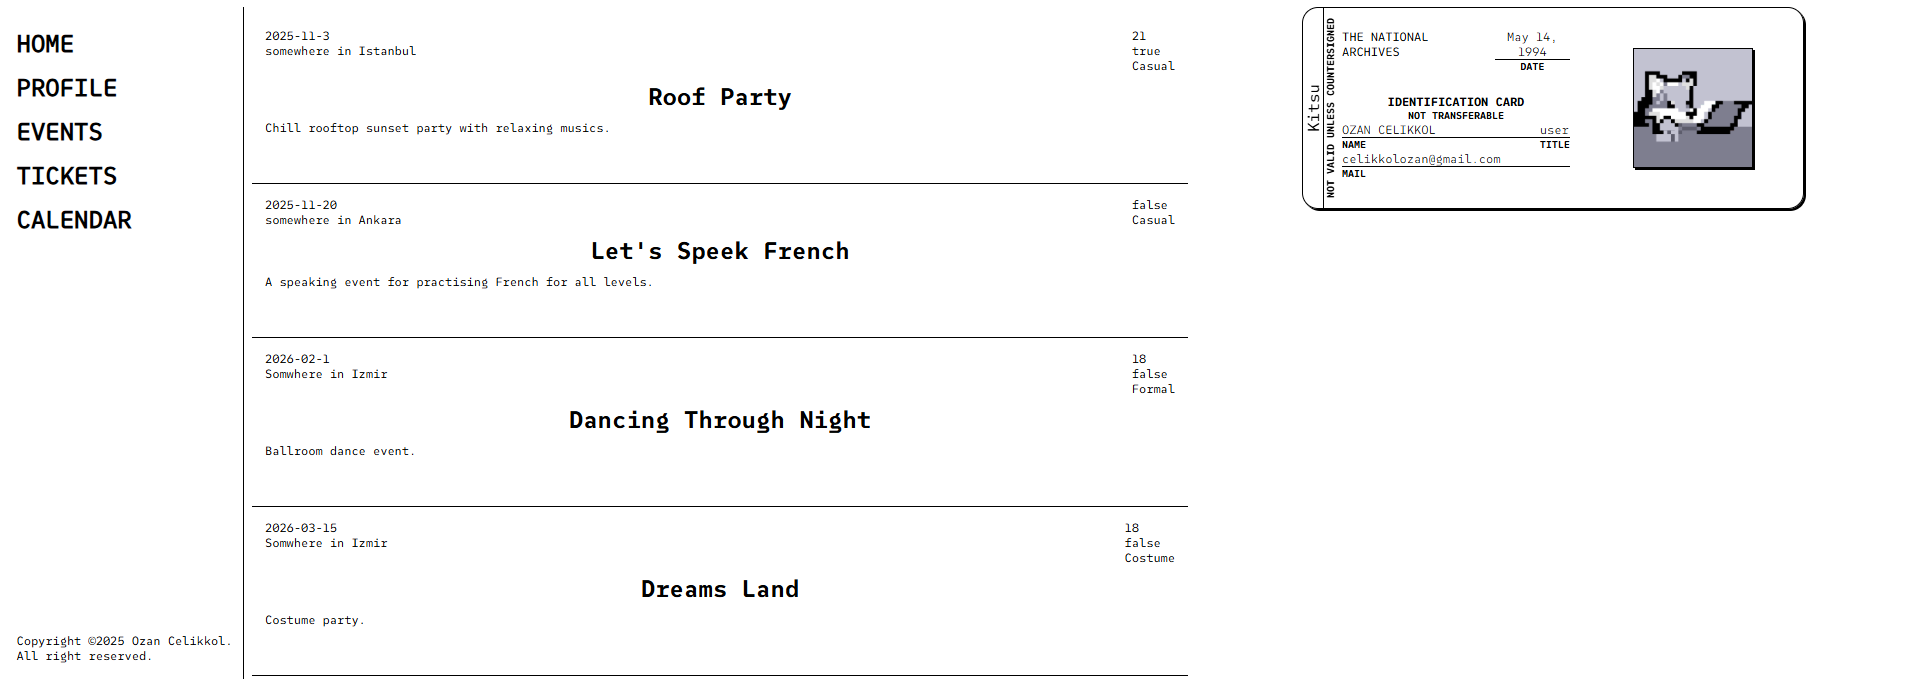 HOME
PROFILE
EVENTS
TICKETS
CALENDAR
Copyright ©2025 Ozan Celikkol.
All right reserved.
2025-11-3
somewhere in Istanbul
21
true
Casual
Roof Party
Chill rooftop sunset party with relaxing musics.
2025-11-20
somewhere in Ankara
false
Casual
Let's Speek French
A speaking event for practising French for all levels.
2026-02-1
Somwhere in Izmir
18
false
Formal
Dancing Through Night
Ballroom dance event.
2026-03-15
Somwhere in Izmir
18
false
Costume
Dreams Land
Costume party.
Kitsu
NOT VALID UNLESS COUNTERSIGNED
THE NATIONAL
ARCHIVES
May 14,
1994
DATE
IDENTIFICATION CARD
NOT TRANSFERABLE
OZAN CELIKKOL user
NAME TITLE
celikkolozan@gmail.com
MAIL